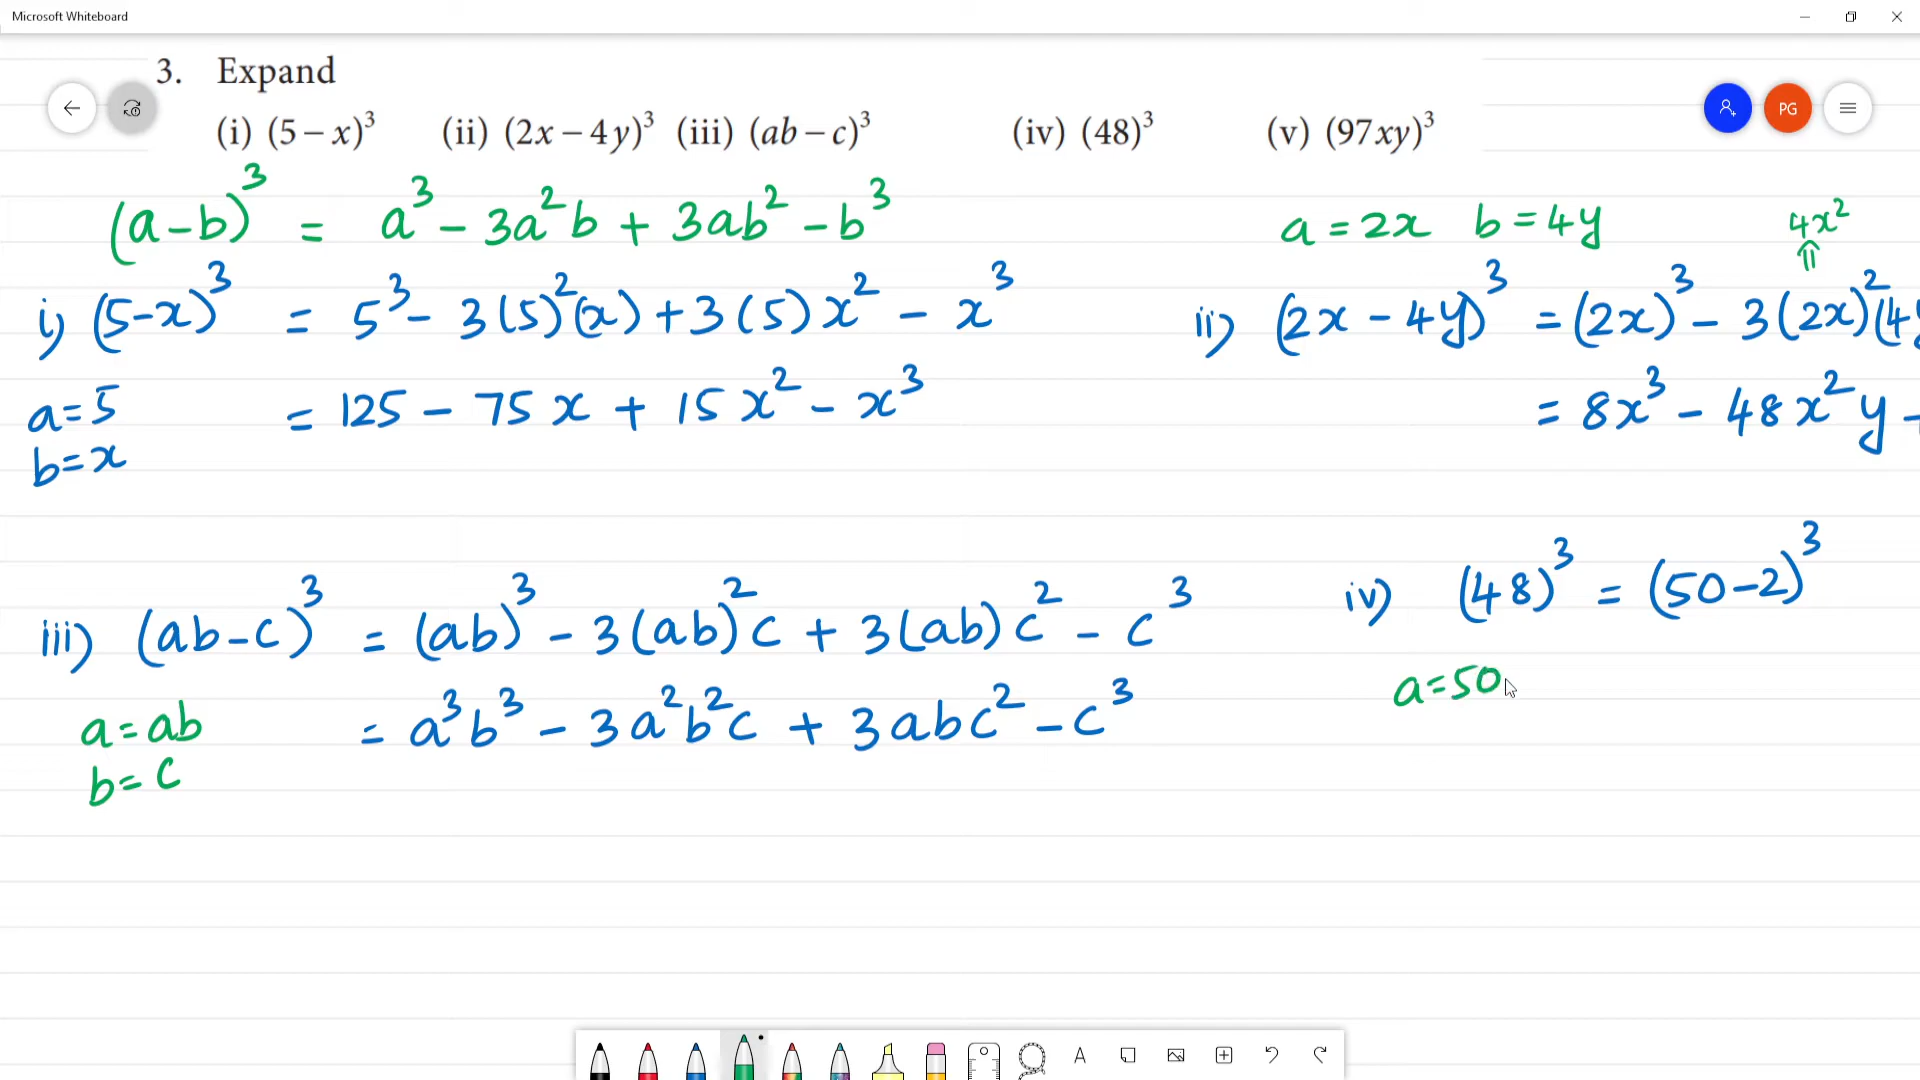 Microsoft Whiteboard
3. Expand
(i) (5 – x)³ (ii) (2x – 4y)³ (iii) (ab – c)³ (iv) (48)³ (v) (97xy)³
PG
(a-b)³ = a³ - 3a²b + 3ab² - b³
i) (5-x)³ = 5³ - 3(5)²(x) + 3(5)x² - x³
a=5 = 125 - 75x + 15x² - x³
b=x
a=2x b=4y 4x²
⇑
ii) (2x - 4y)³ = (2x)³ - 3(2x)²(4y
= 8x³ - 48x²y -
iii) (ab-c)³ = (ab)³ - 3(ab)²c + 3(ab)c² - c³
a=ab = a³b³ - 3a²b²c + 3abc² - c³
b=c
iv) (48)³ = (50-2)³
a=50
A